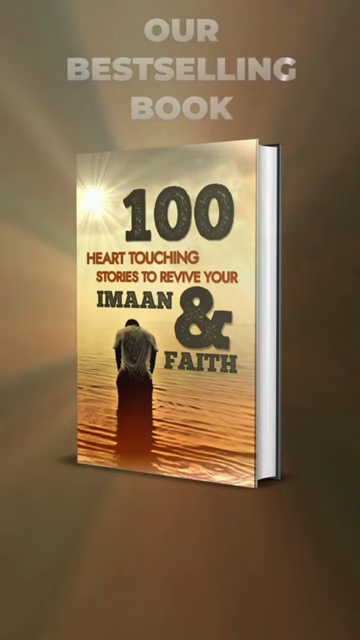 OUR
BESTSELLING
BOOK
100
HEART TOUCHING
STORIES TO REVIVE YOUR
IMAAN &
FAITH